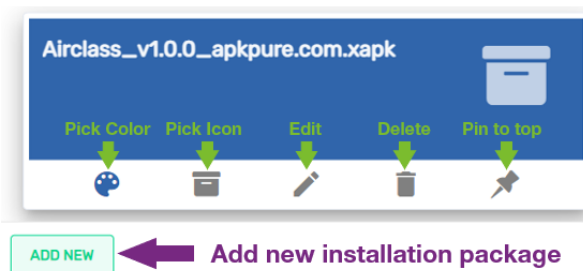 Airclass_v1.0.0_apkpure.com.xapk
Pick Color Pick Icon Edit Delete Pin to top
ADD NEW Add new installation package